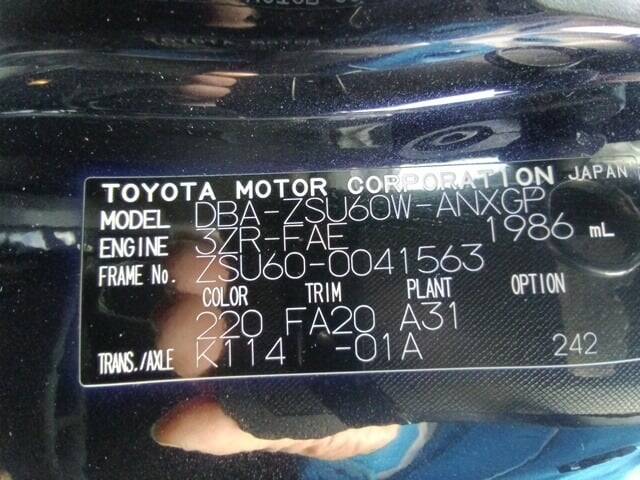 TOYOTA MOTOR CORPORATION JAPAN
MODEL DBA-ZSU60W-ANXGP
ENGINE 3ZR-FAE 1986 mL
FRAME No. ZSU60-0041563
COLOR TRIM PLANT OPTION
220 FA20 A31
TRANS./AXLE K114 -01A 242